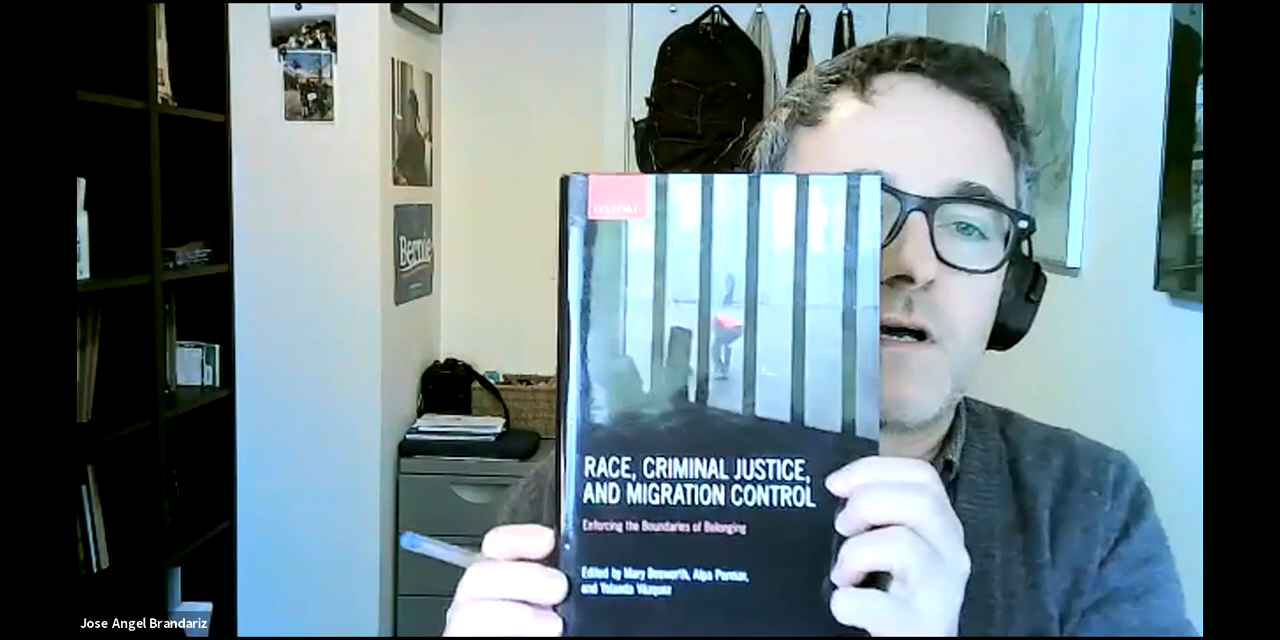 Bernie
OXFORD
RACE, CRIMINAL JUSTICE,
AND MIGRATION CONTROL
Enforcing the Boundaries of Belonging
Edited by Mary Bosworth, Alpa Parmar,
and Yolanda Vázquez
Jose Angel Brandariz